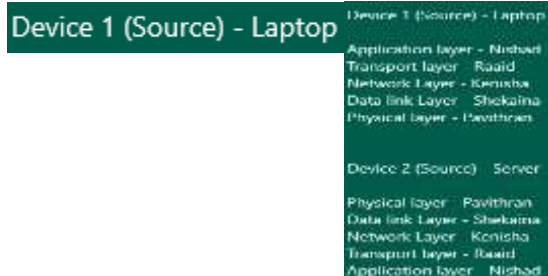 Device 1 (Source) - Laptop
Device 1 (Source) - Laptop
Application layer - Nishad
Transport layer - Raaid
Network Layer - Kenisha
Data link Layer - Shekaina
Physical layer - Pavithran
Device 2 (Source) - Server
Physical layer - Pavithran
Data link Layer - Shekaina
Network Layer - Kenisha
Transport layer - Raaid
Application layer - Nishad